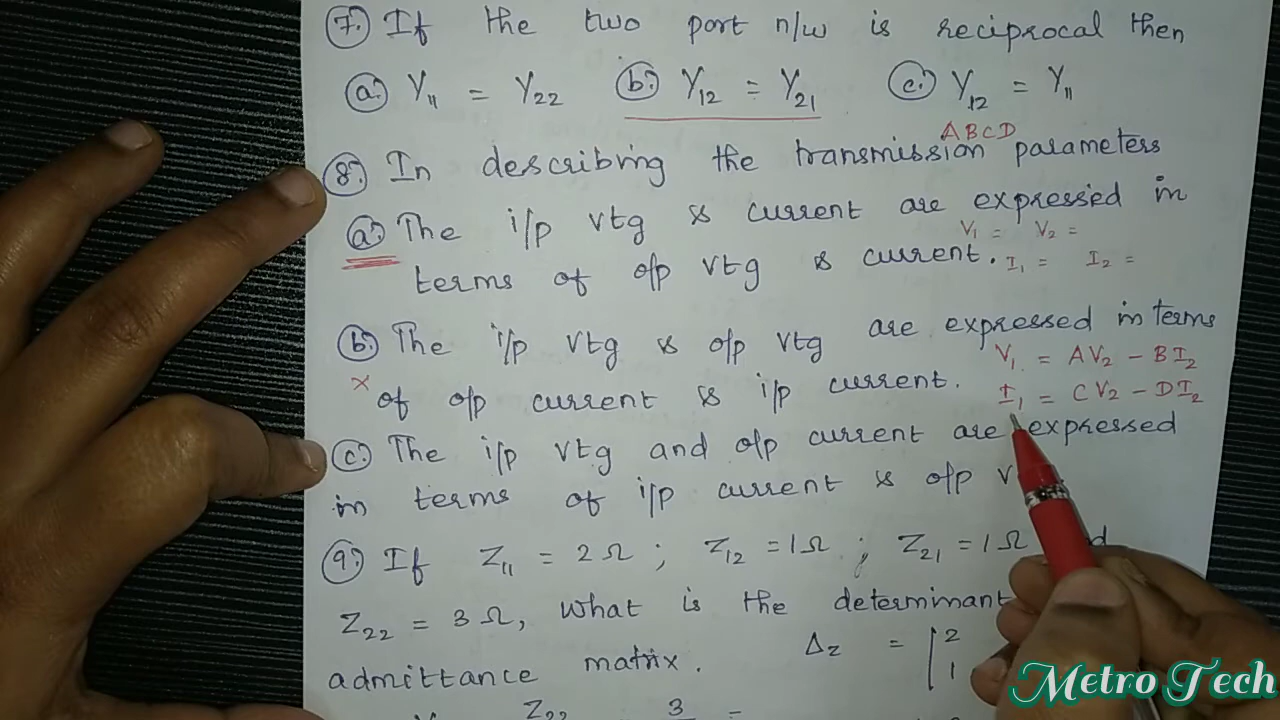 7. If the two port n/w is reciprocal then
a. Y11 = Y22 b. Y12 = Y21 c. Y12 = Y11
ABCD
8. In describing the transmission parameters
a. The i/p vtg & current are expressed in
V1 = V2 =
terms of o/p vtg & current. I1 = I2 =
b. The i/p vtg & o/p vtg are expressed in terms
V1 = AV2 - BI2
x of o/p current & i/p current.
I1 = CV2 - DI2
c. The i/p vtg and o/p current are expressed
in terms of i/p current & o/p v
9. If Z11 = 2Ω ; Z12 = 1Ω ; Z21 = 1Ω
Z22 = 3Ω, What is the determinant
admittance matrix. Δz = | 2
1
Z22 3 =
Metro Tech